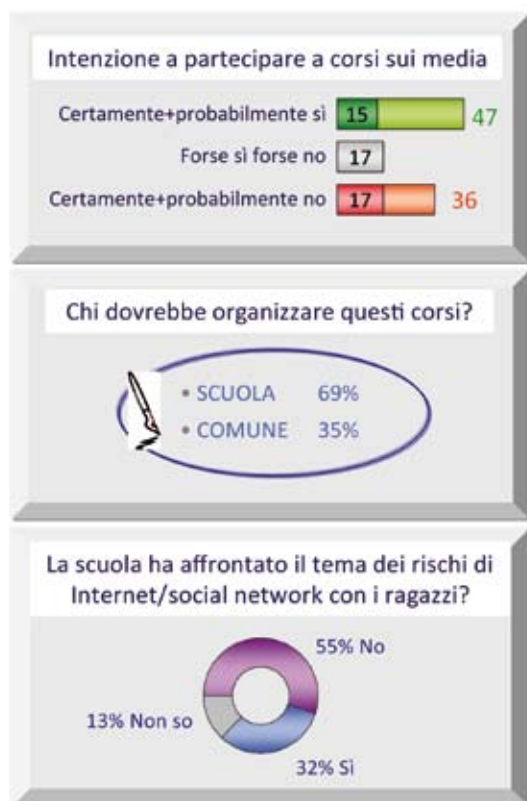 Intenzione a partecipare a corsi sui media
Certamente+probabilmente sì 15 47
Forse sì forse no 17
Certamente+probabilmente no 17 36
Chi dovrebbe organizzare questi corsi?
• SCUOLA 69%
• COMUNE 35%
La scuola ha affrontato il tema dei rischi di
Internet/social network con i ragazzi?
55% No
13% Non so
32% Sì